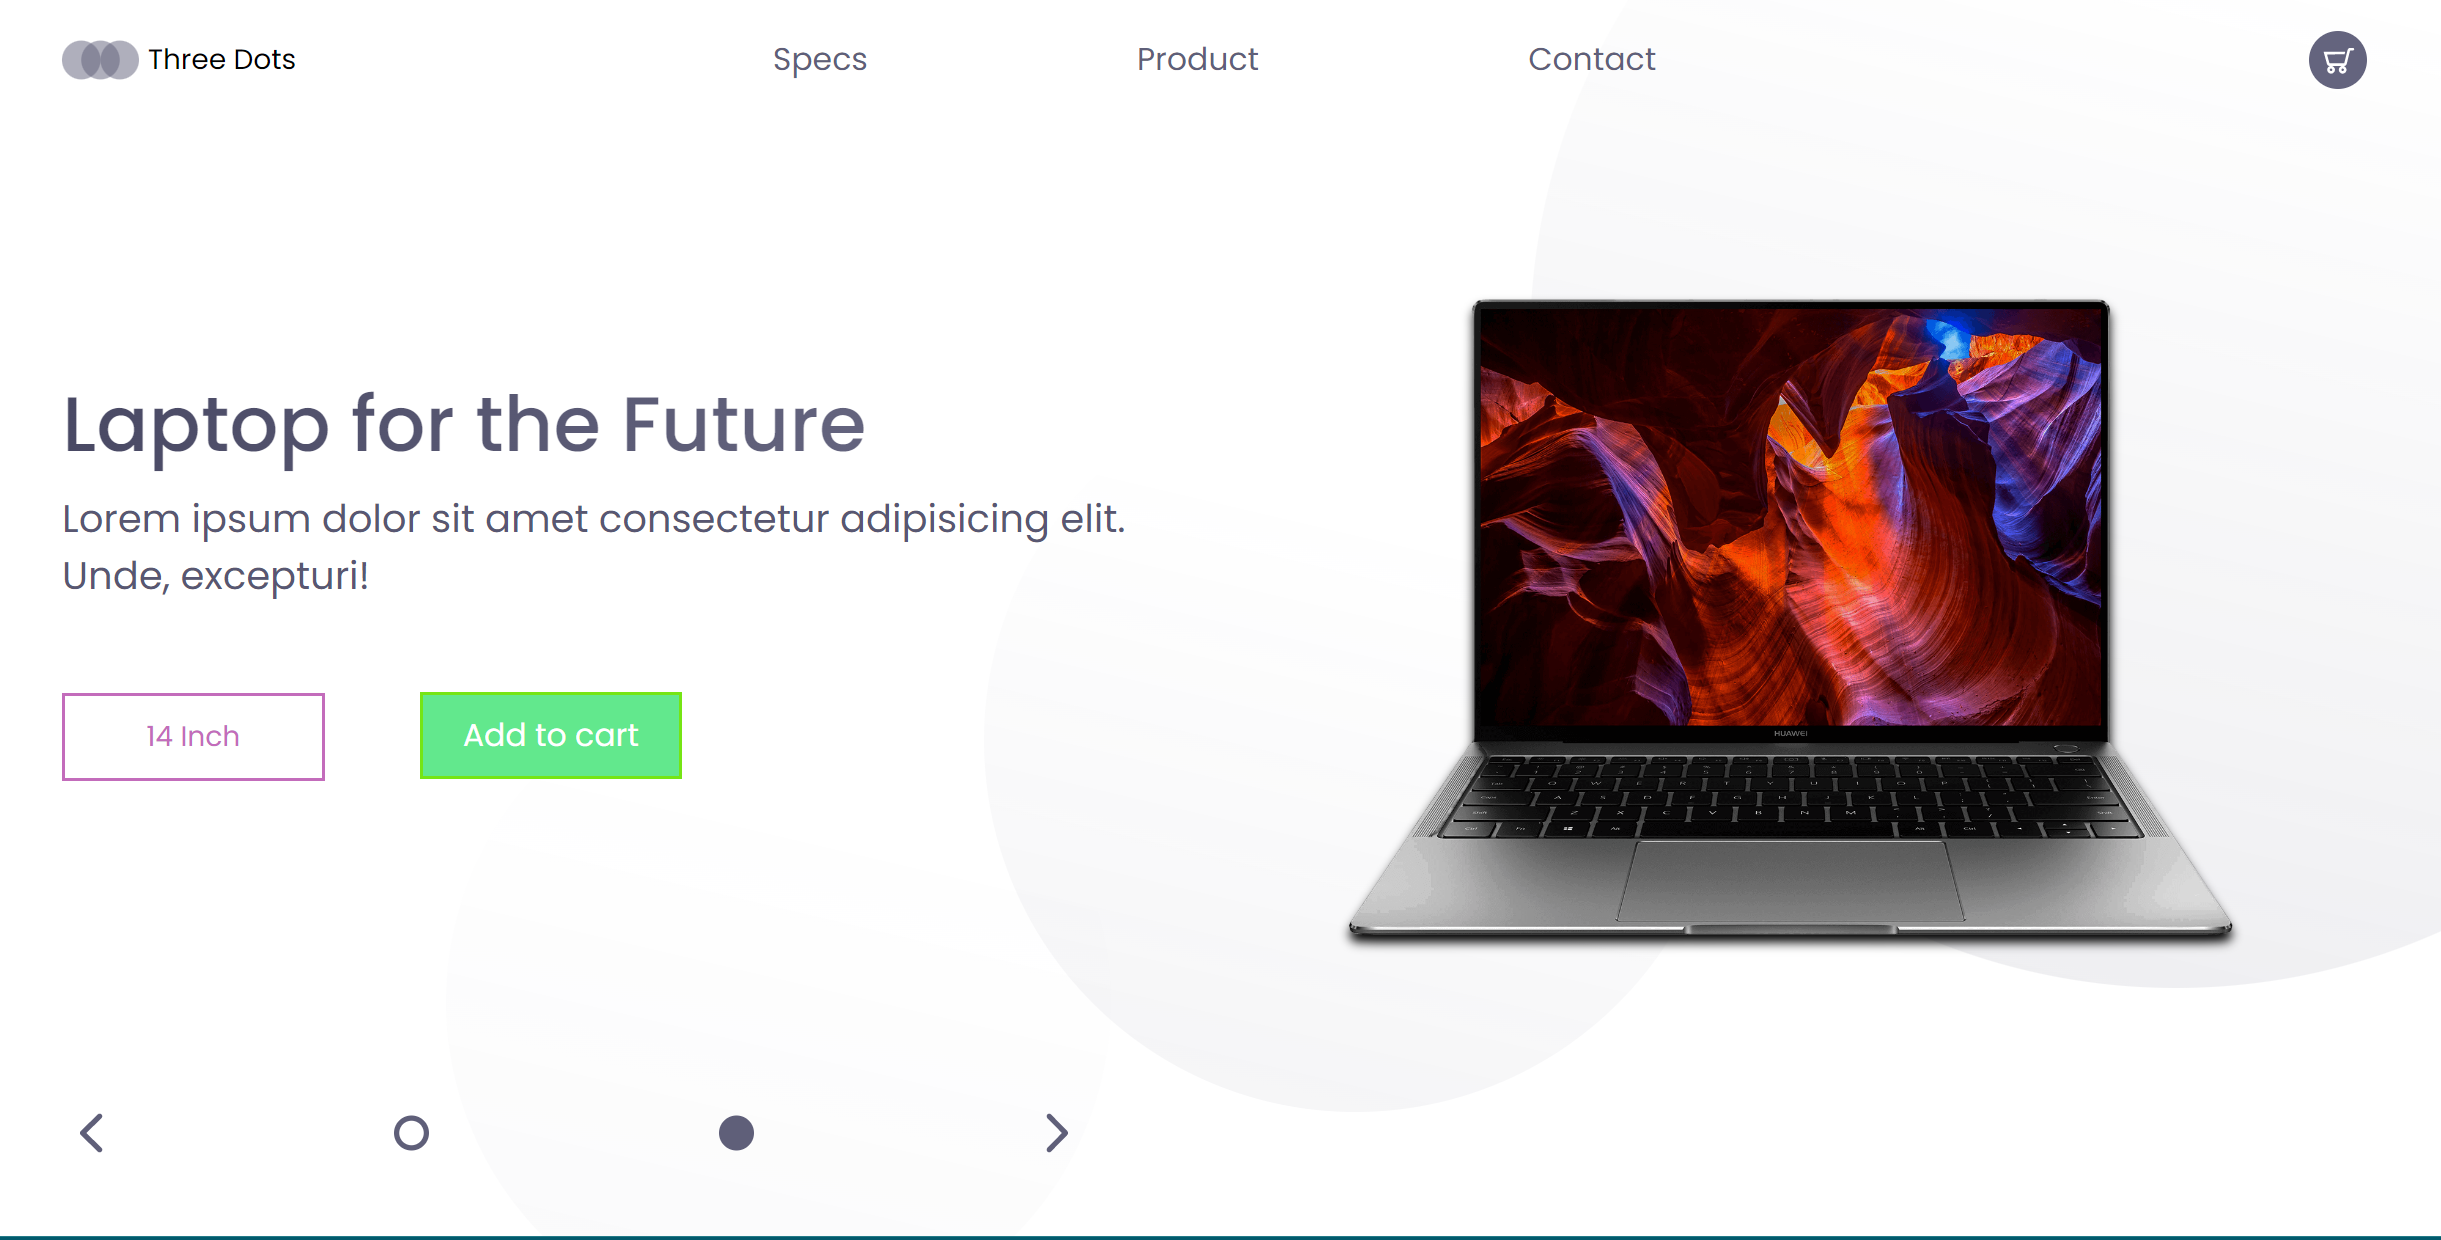 Three Dots
Specs
Product
Contact
Laptop for the Future
Lorem ipsum dolor sit amet consectetur adipisicing elit.
Unde, excepturi!
14 Inch
Add to cart
HUAWEI